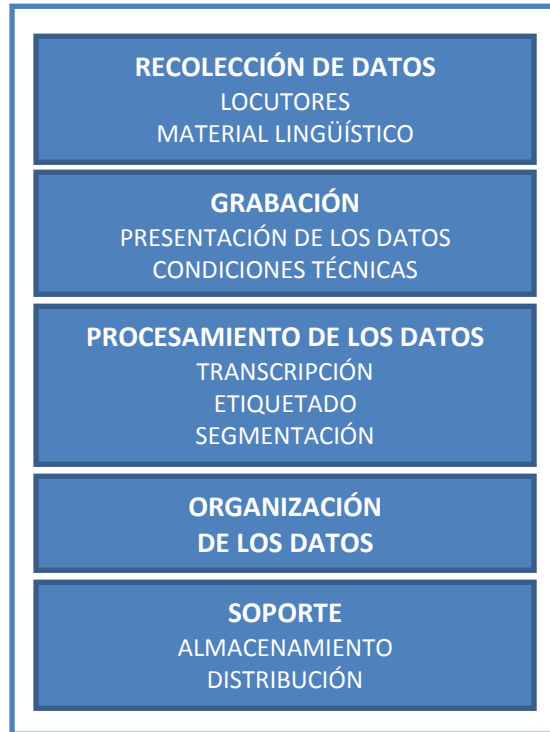 RECOLECCIÓN DE DATOS
LOCUTORES
MATERIAL LINGÜÍSTICO
GRABACIÓN
PRESENTACIÓN DE LOS DATOS
CONDICIONES TÉCNICAS
PROCESAMIENTO DE LOS DATOS
TRANSCRIPCIÓN
ETIQUETADO
SEGMENTACIÓN
ORGANIZACIÓN
DE LOS DATOS
SOPORTE
ALMACENAMIENTO
DISTRIBUCIÓN